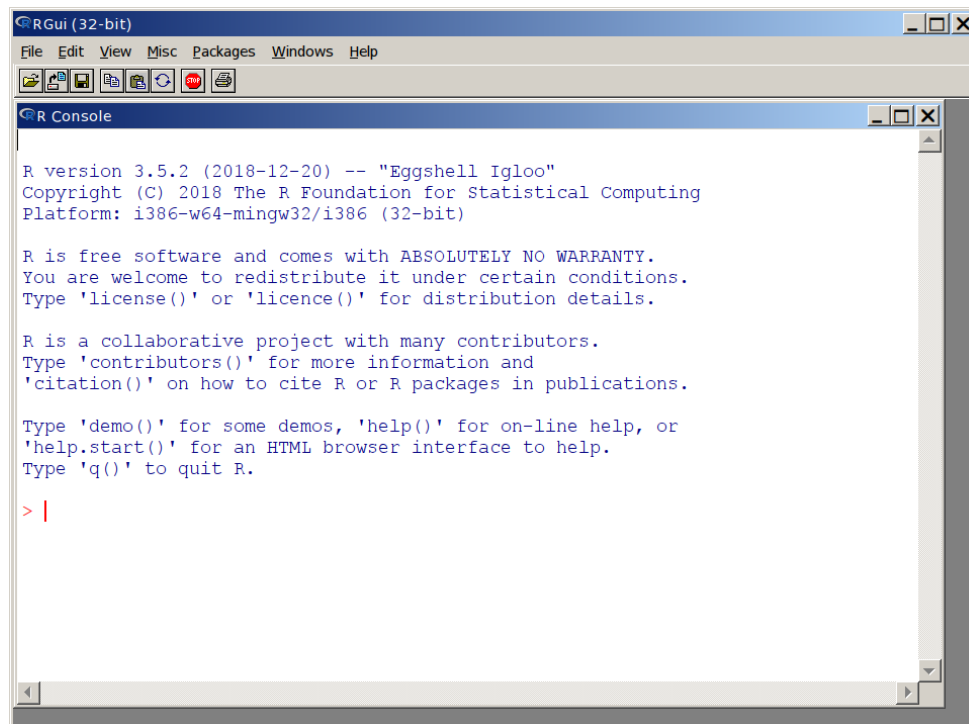 RGui (32-bit)
File Edit View Misc Packages Windows Help
STOP
R Console
R version 3.5.2 (2018-12-20) -- "Eggshell Igloo"
Copyright (C) 2018 The R Foundation for Statistical Computing
Platform: i386-w64-mingw32/i386 (32-bit)
R is free software and comes with ABSOLUTELY NO WARRANTY.
You are welcome to redistribute it under certain conditions.
Type 'license()' or 'licence()' for distribution details.
R is a collaborative project with many contributors.
Type 'contributors()' for more information and
'citation()' on how to cite R or R packages in publications.
Type 'demo()' for some demos, 'help()' for on-line help, or
'help.start()' for an HTML browser interface to help.
Type 'q()' to quit R.
>